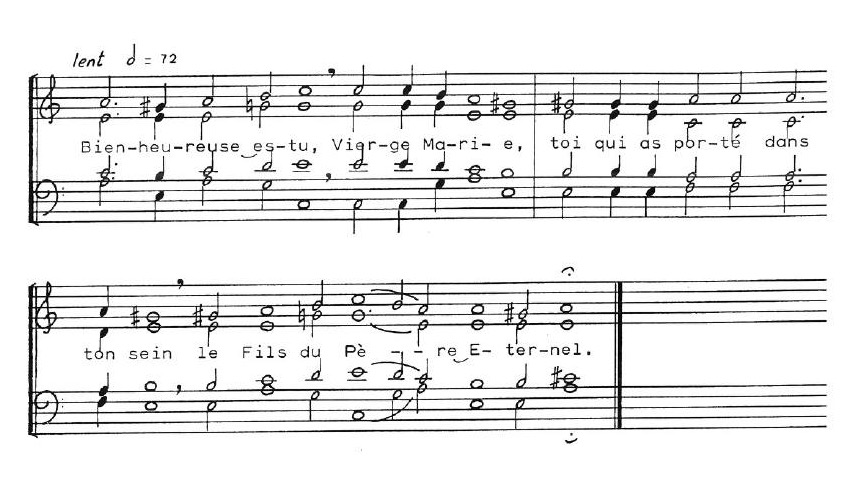 lent 𝅗𝅥 = 72
Bien-heu-reuse es-tu, Vier-ge Ma-ri- e, toi qui as por-té dans
ton sein le Fils du Pè - - re E- ter-nel.